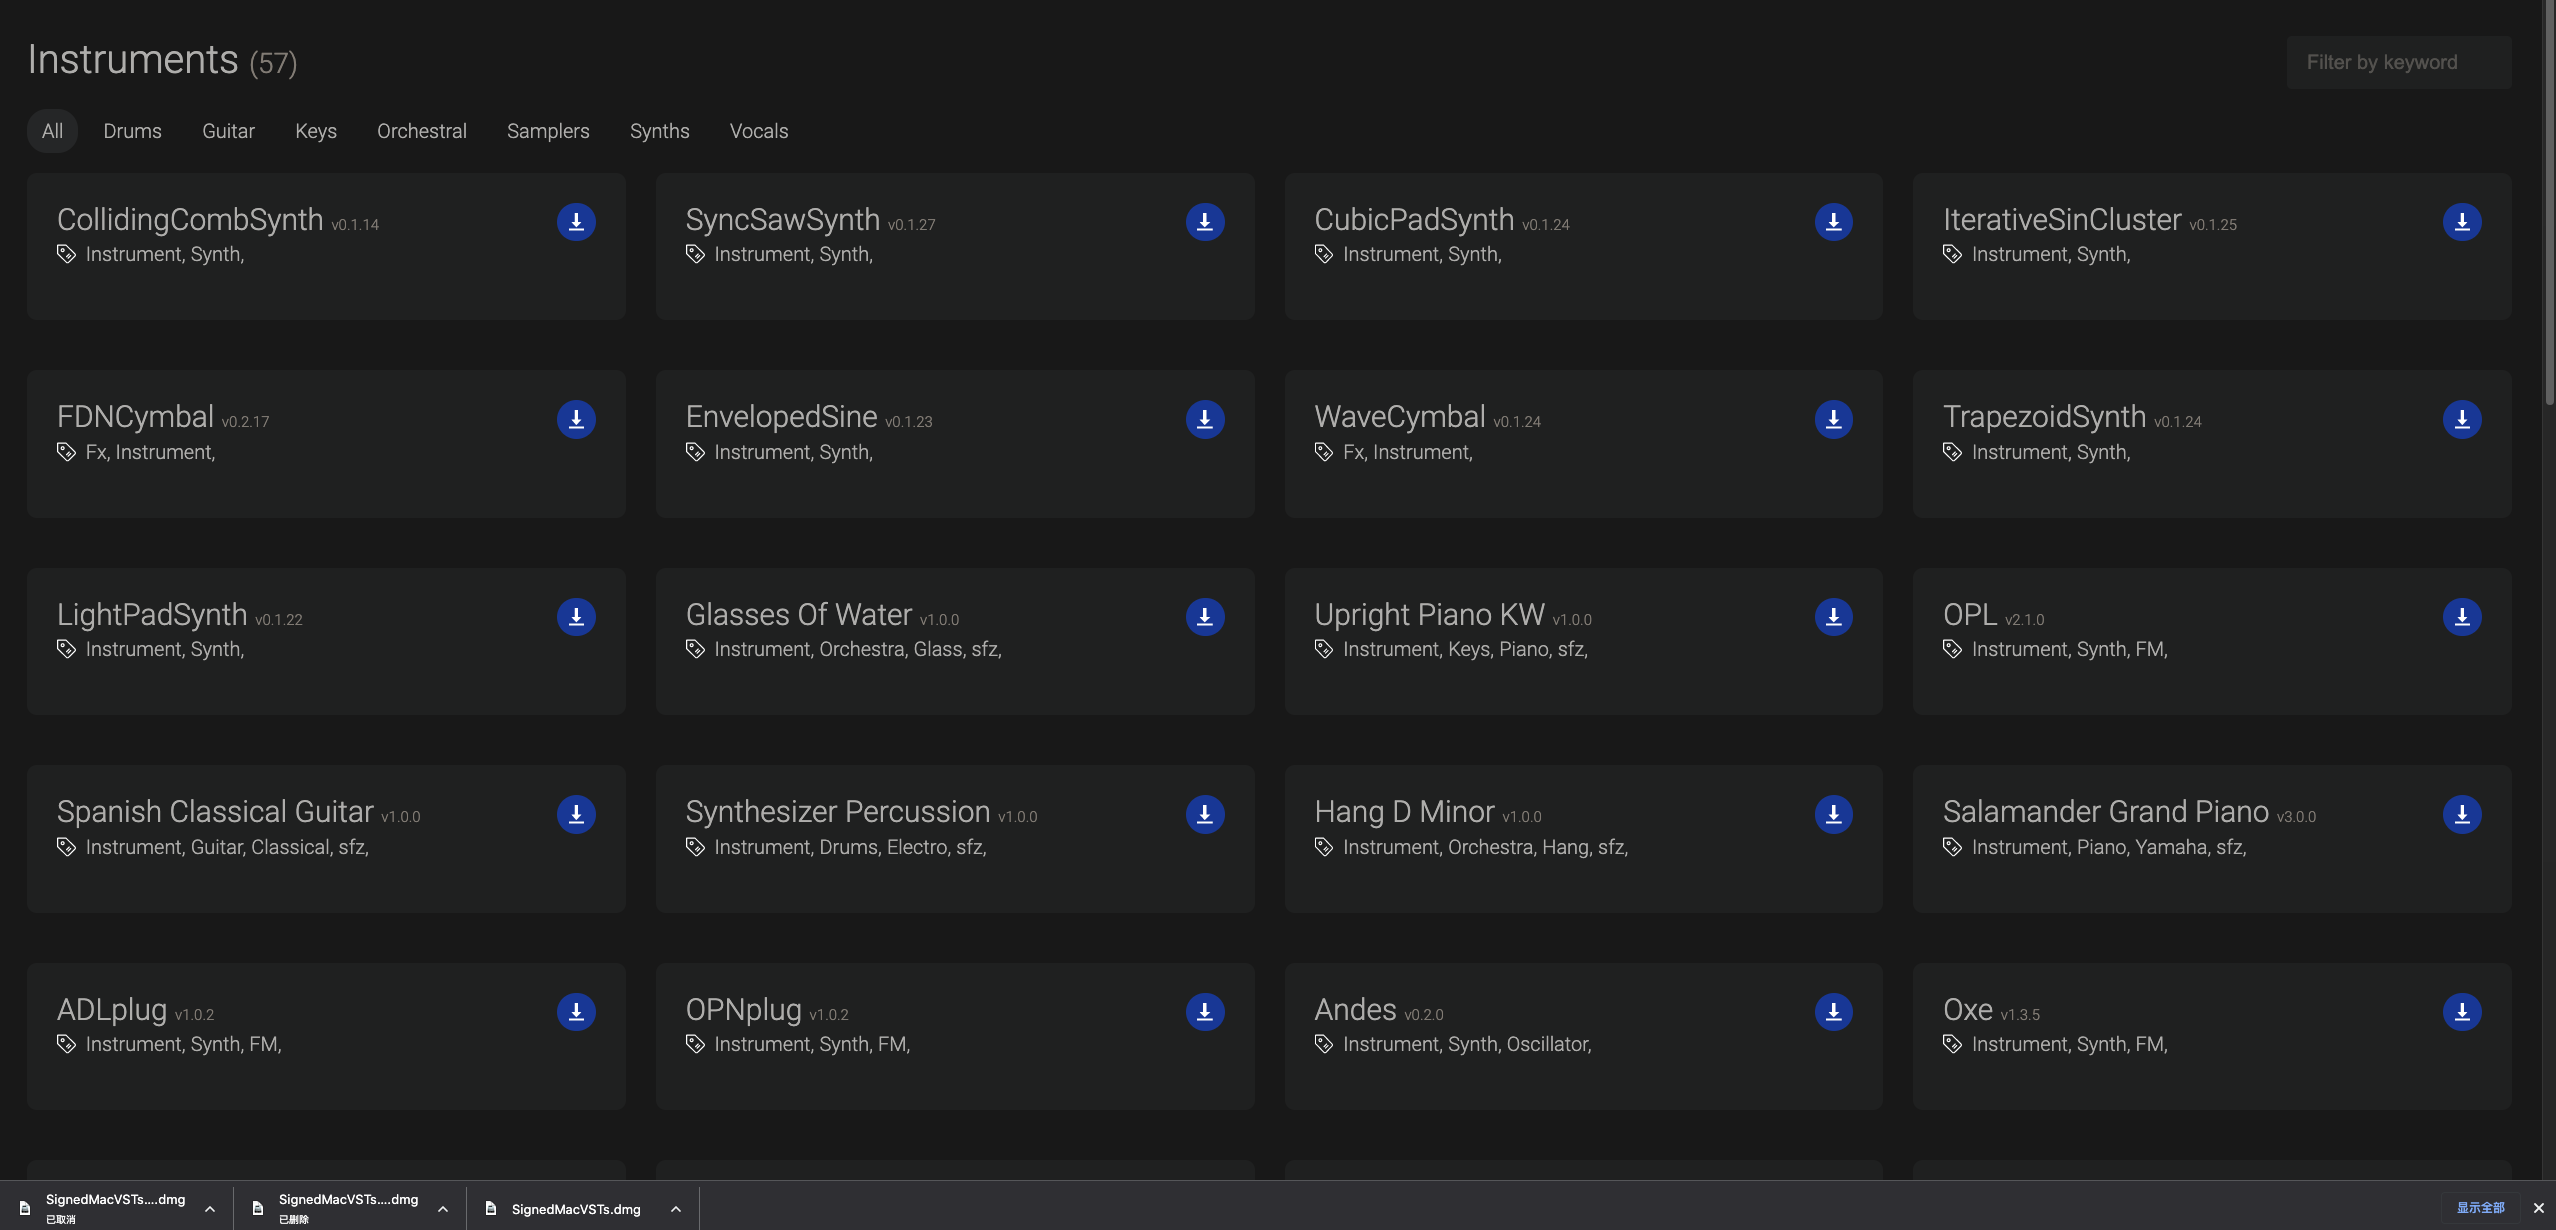 Instruments (57)
Filter by keyword
All Drums Guitar Keys Orchestral Samplers Synths Vocals
CollidingCombSynth v0.1.14
Instrument, Synth,
SyncSawSynth v0.1.27
Instrument, Synth,
CubicPadSynth v0.1.24
Instrument, Synth,
IterativeSinCluster v0.1.25
Instrument, Synth,
FDNCymbal v0.2.17
Fx, Instrument,
EnvelopedSine v0.1.23
Instrument, Synth,
WaveCymbal v0.1.24
Fx, Instrument,
TrapezoidSynth v0.1.24
Instrument, Synth,
LightPadSynth v0.1.22
Instrument, Synth,
Glasses Of Water v1.0.0
Instrument, Orchestra, Glass, sfz,
Upright Piano KW v1.0.0
Instrument, Keys, Piano, sfz,
OPL v2.1.0
Instrument, Synth, FM,
Spanish Classical Guitar v1.0.0
Instrument, Guitar, Classical, sfz,
Synthesizer Percussion v1.0.0
Instrument, Drums, Electro, sfz,
Hang D Minor v1.0.0
Instrument, Orchestra, Hang, sfz,
Salamander Grand Piano v3.0.0
Instrument, Piano, Yamaha, sfz,
ADLplug v1.0.2
Instrument, Synth, FM,
OPNplug v1.0.2
Instrument, Synth, FM,
Andes v0.2.0
Instrument, Synth, Oscillator,
Oxe v1.3.5
Instrument, Synth, FM,
SignedMacVSTs....dmg
已取消
SignedMacVSTs....dmg
已删除
SignedMacVSTs.dmg
显示全部